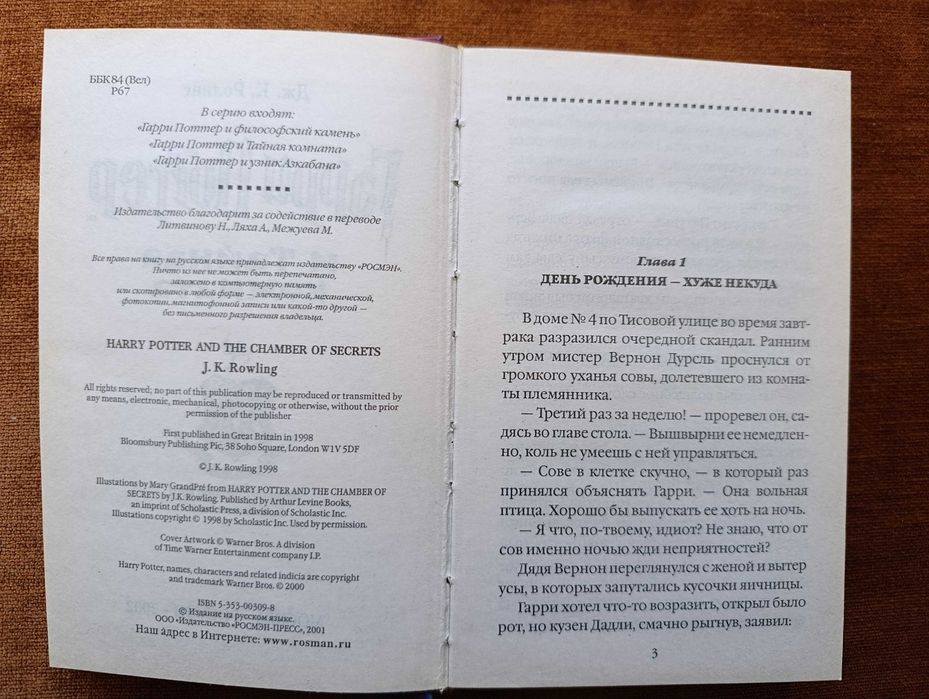 ББК 84 (Вел)
Р67
В серию входят:
«Гарри Поттер и философский камень»
«Гарри Поттер и Тайная комната»
«Гарри Поттер и узник Азкабана»
Издательство благодарит за содействие в переводе
Литвинову Н., Ляха А., Межуева М.
Все права на книгу на русском языке принадлежат издательству «РОСМЭН».
Ничто из нее не может быть перепечатано,
заложено в компьютерную память
или скопировано в любой форме — электронной, механической,
фотокопии, магнитофонной записи или какой-то другой —
без письменного разрешения владельца.
HARRY POTTER AND THE CHAMBER OF SECRETS
J. K. Rowling
All rights reserved; no part of this publication may be reproduced or transmitted by
any means, electronic, mechanical, photocopying or otherwise, without the prior
permission of the publisher
First published in Great Britain in 1998
Bloomsbury Publishing Plc, 38 Soho Square, London W1V 5DF
© J. K. Rowling 1998
Illustrations by Mary GrandPré from HARRY POTTER AND THE CHAMBER OF
SECRETS by J.K. Rowling. Published by Arthur Levine Books,
an imprint of Scholastic Press, a division of Scholastic Inc.
Illustrations copyright © 1998 by Scholastic Inc. Used by permission.
Cover Artwork © Warner Bros. A division
of Time Warner Entertainment company L.P.
Harry Potter, names, characters and related indicia are copyright
and trademark Warner Bros. © 2000
ISBN 5-353-00309-8
© Издание на русском языке.
ООО «Издательство «РОСМЭН-ПРЕСС», 2001
Наш адрес в Интернете: www.rosman.ru
Глава 1
ДЕНЬ РОЖДЕНИЯ — ХУЖЕ НЕКУДА
В доме № 4 по Тисовой улице во время завт-
рака разразился очередной скандал. Ранним
утром мистер Вернон Дурсль проснулся от
громкого уханья совы, долетевшего из комна-
ты племянника.
— Третий раз за неделю! — проревел он, са-
дясь во главе стола. — Вышвырни ее немедлен-
но, коль не умеешь с ней управляться.
— Сове в клетке скучно, — в который раз
принялся объяснять Гарри. — Она вольная
птица. Хорошо бы выпускать ее хоть на ночь.
— Я что, по-твоему, идиот? Не знаю, что от
сов именно ночью жди неприятностей?
Дядя Вернон переглянулся с женой и вытер
усы, в которых запутались кусочки яичницы.
Гарри хотел что-то возразить, открыл было
рот, но кузен Дадли, смачно рыгнув, заявил:
3